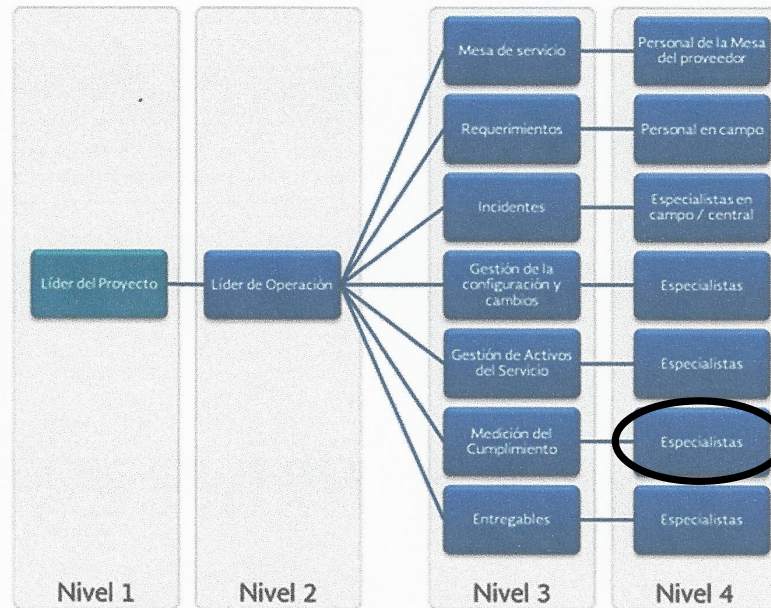 Mesa de servicio
Personal de la Mesa
del proveedor
Requerimientos
Personal en campo
Incidentes
Especialistas en
campo / central
Líder del Proyecto
Líder de Operación
Gestión de la
configuración y
cambios
Especialistas
Gestión de Activos
del Servicio
Especialistas
Medición del
Cumplimiento
Especialistas
Entregables
Especialistas
Nivel 1
Nivel 2
Nivel 3
Nivel 4